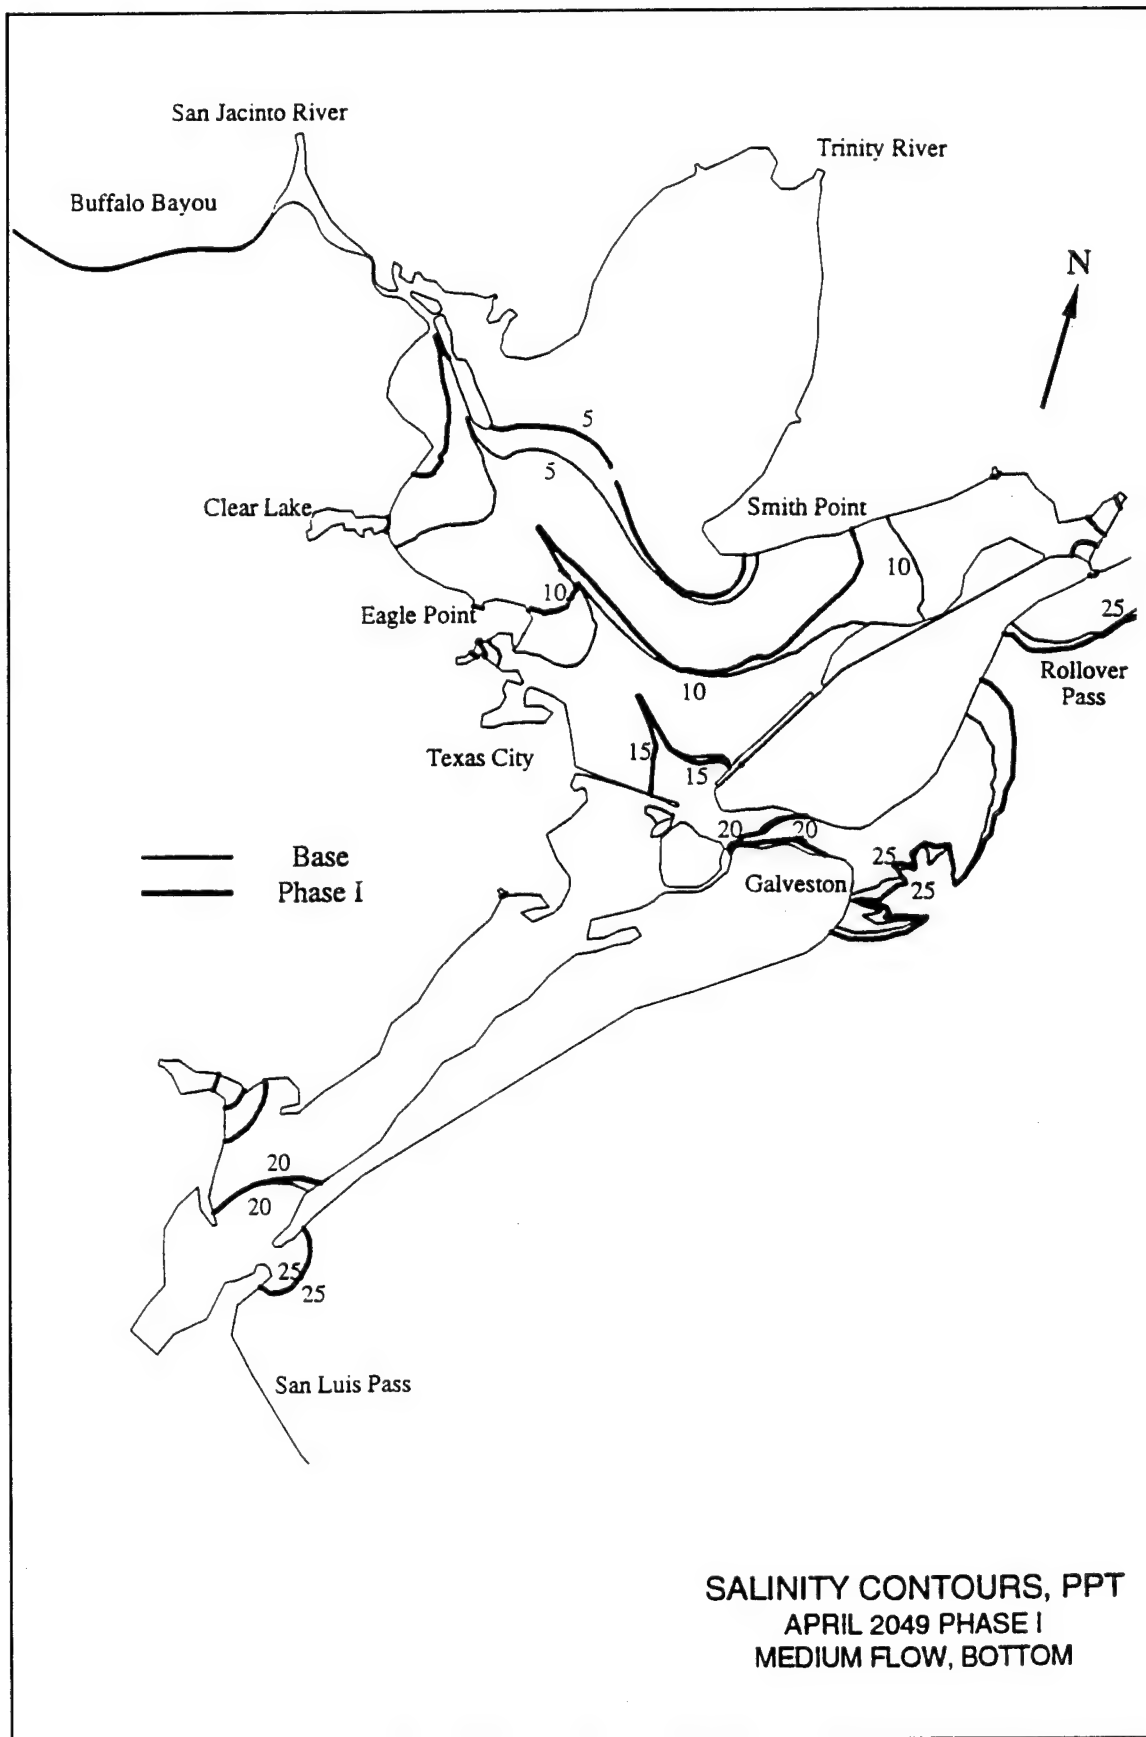 San Jacinto River
Trinity River
Buffalo Bayou
N
5
5
Clear Lake
Smith Point
10
10
Eagle Point
25
10
Rollover
Pass
15
Texas City
15
20
20
Base
25
Phase I
Galveston
25
20
20
25
25
San Luis Pass
SALINITY CONTOURS, PPT
APRIL 2049 PHASE I
MEDIUM FLOW, BOTTOM